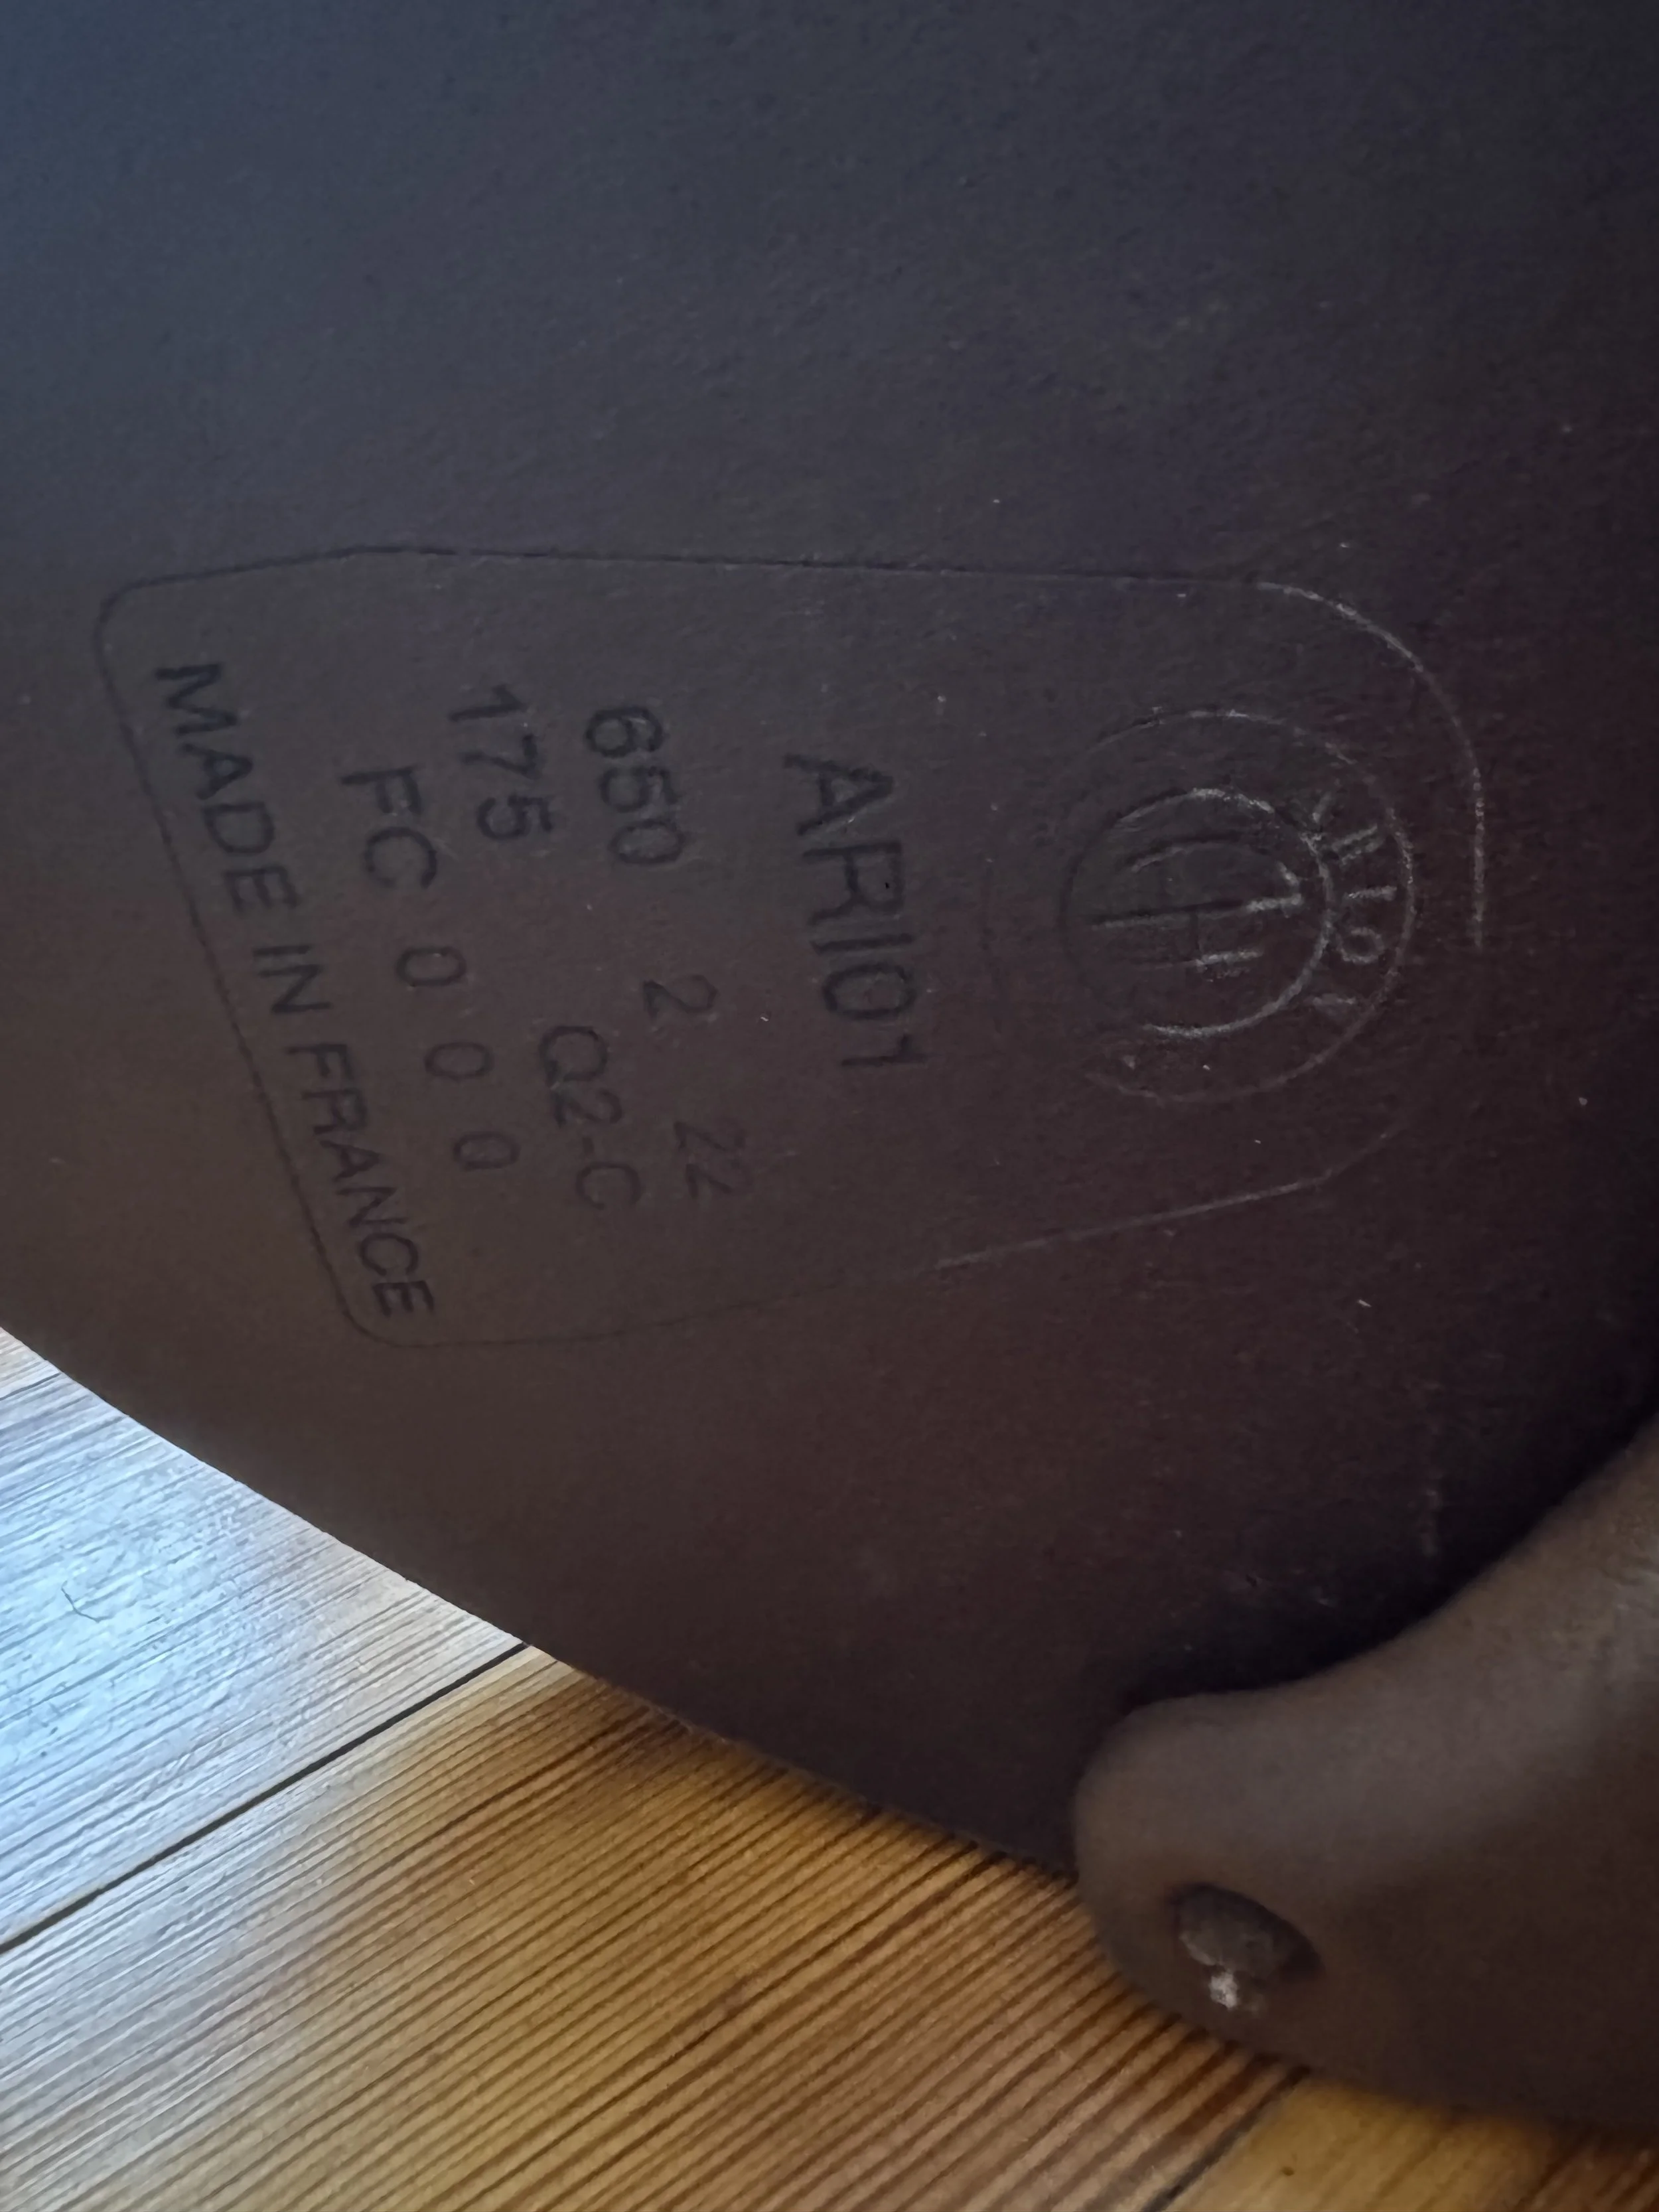 ARI01
650 2 22
175 Q2-C
FC 0 0 0
MADE IN FRANCE